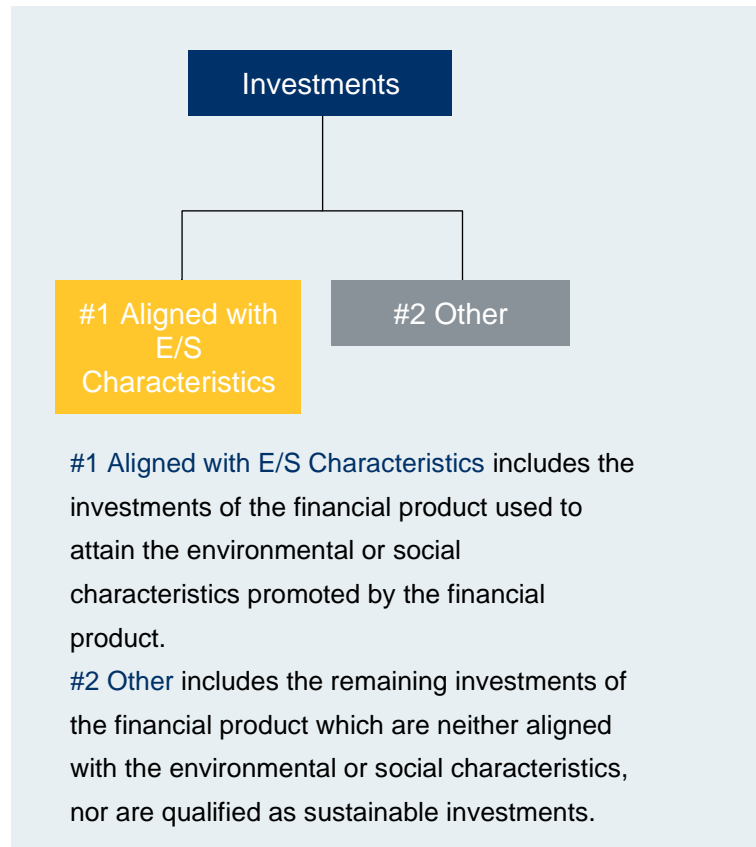 Investments
#1 Aligned with
E/S
Characteristics
#2 Other
#1 Aligned with E/S Characteristics includes the
investments of the financial product used to
attain the environmental or social
characteristics promoted by the financial
product.
#2 Other includes the remaining investments of
the financial product which are neither aligned
with the environmental or social characteristics,
nor are qualified as sustainable investments.